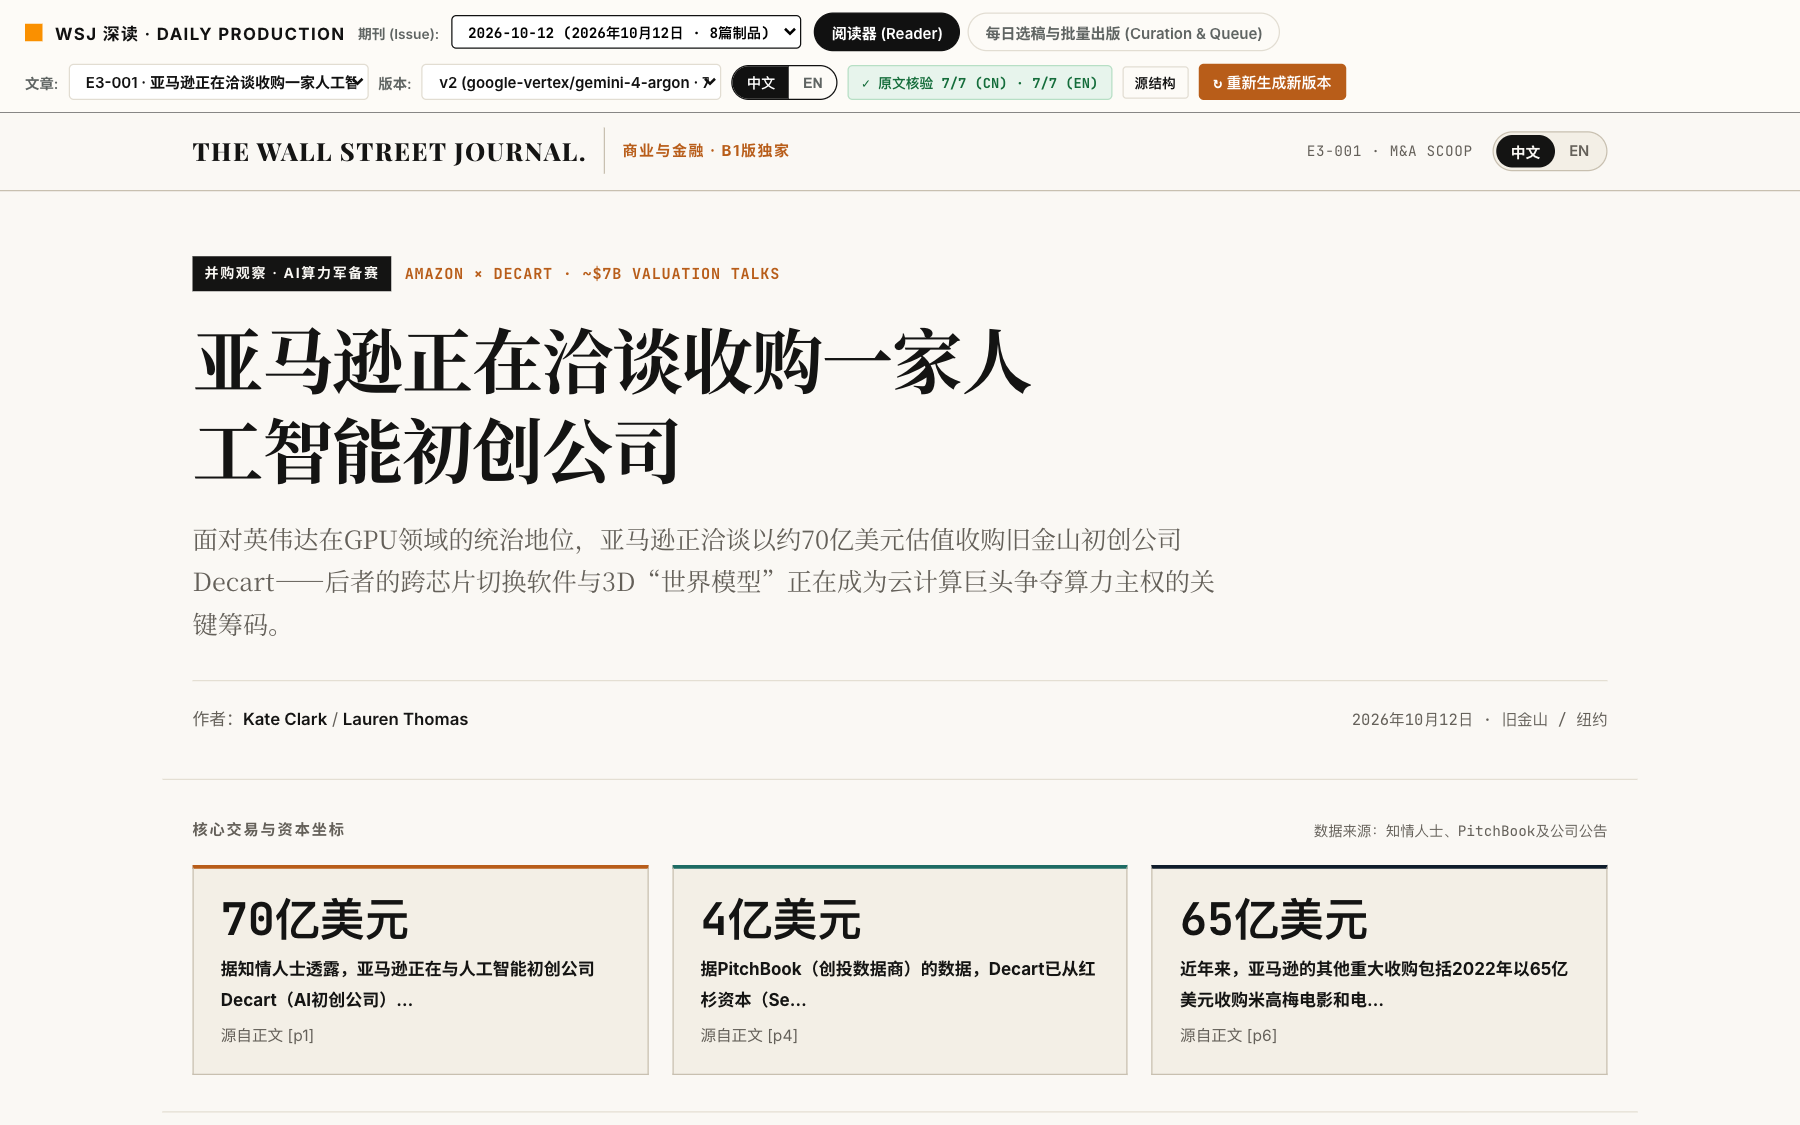 WSJ 深读 · DAILY PRODUCTION 期刊 (Issue): 2026-10-12 (2026年10月12日 · 8篇制品) 阅读器 (Reader) 每日选稿与批量出版 (Curation & Queue)
文章: E3-001 · 亚马逊正在洽谈收购一家人工智 版本: v2 (google-vertex/gemini-4-argon · 中文 EN ✓ 原文核验 7/7 (CN) · 7/7 (EN) 源结构 ↻ 重新生成新版本
THE WALL STREET JOURNAL. 商业与金融 · B1版独家 E3-001 · M&A SCOOP 中文 EN
并购观察 · AI算力军备赛 AMAZON × DECART · ~$7B VALUATION TALKS
亚马逊正在洽谈收购一家人
工智能初创公司
面对英伟达在GPU领域的统治地位，亚马逊正洽谈以约70亿美元估值收购旧金山初创公司
Decart——后者的跨芯片切换软件与3D“世界模型”正在成为云计算巨头争夺算力主权的关
键筹码。
作者：Kate Clark / Lauren Thomas 2026年10月12日 · 旧金山 / 纽约
核心交易与资本坐标 数据来源：知情人士、PitchBook及公司公告
70亿美元
据知情人士透露，亚马逊正在与人工智能初创公司
Decart（AI初创公司）...
源自正文 [p1]
4亿美元
据PitchBook（创投数据商）的数据，Decart已从红
杉资本（Se...
源自正文 [p4]
65亿美元
近年来，亚马逊的其他重大收购包括2022年以65亿
美元收购米高梅电影和电...
源自正文 [p6]